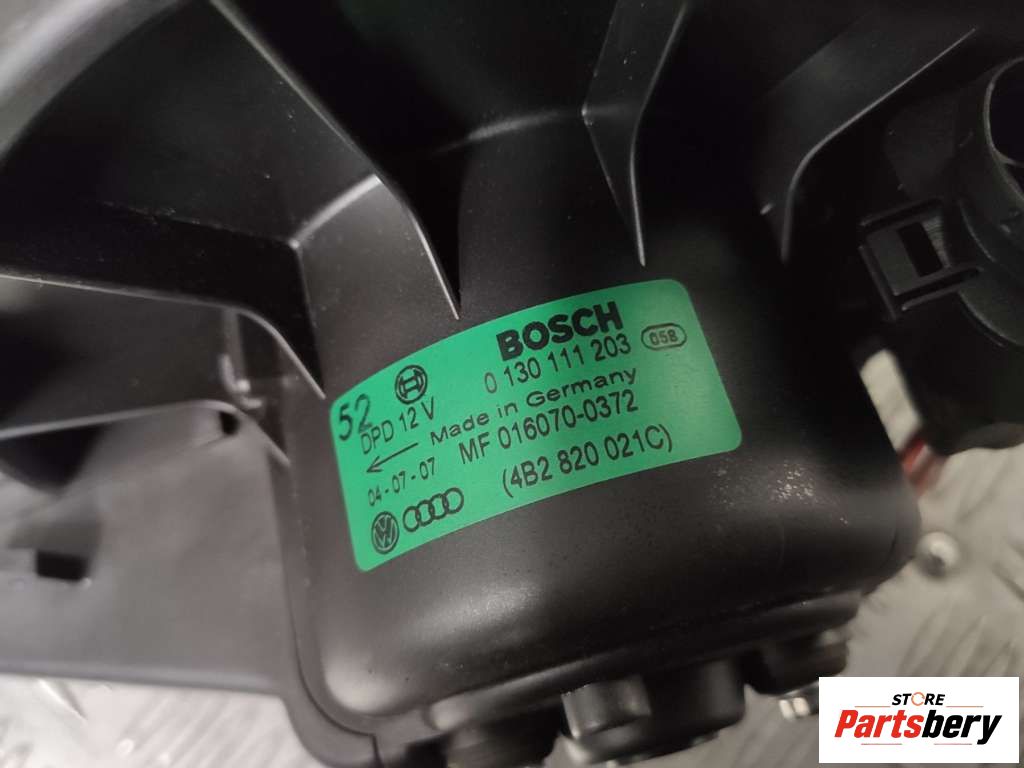 BOSCH
0 130 111 203 058
52
DPD 12 V
Made in Germany
04-07-07 MF 016070-0372
(4B2 820 021C)
VW
STORE
Partsbery